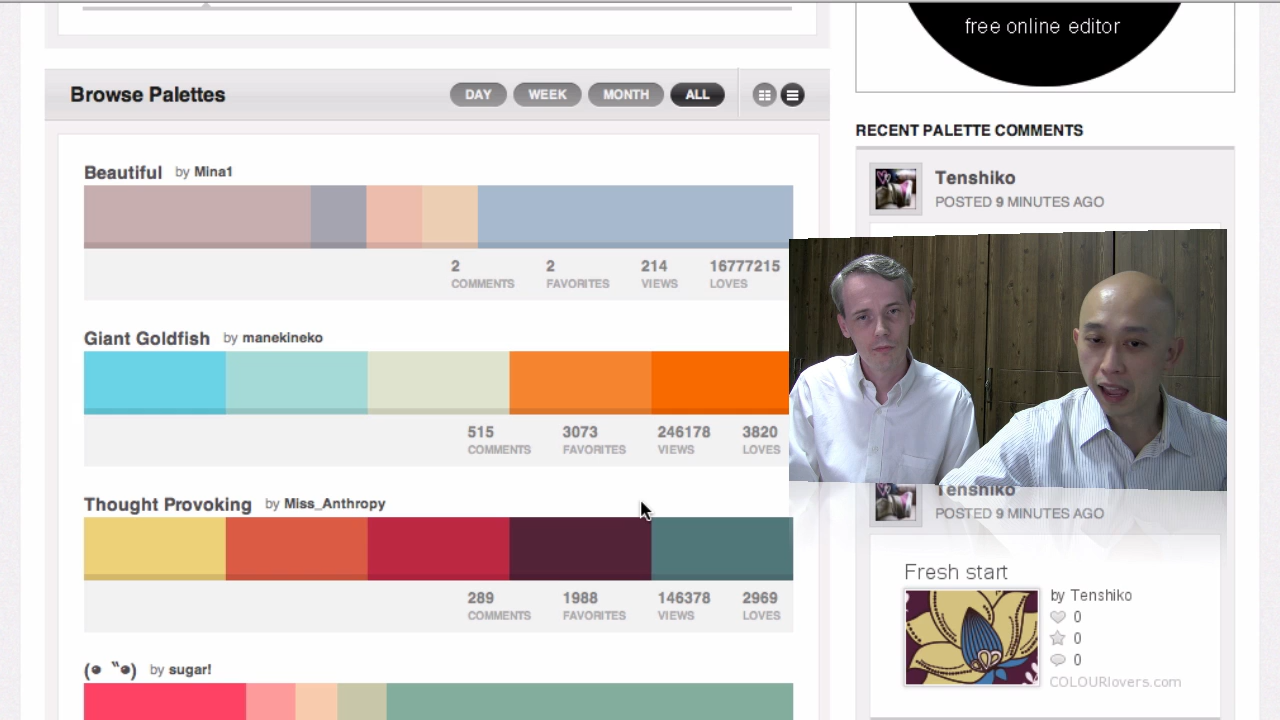 free online editor
Browse Palettes
DAY WEEK MONTH ALL
Beautiful by Mina1
2 2 214 16777215
COMMENTS FAVORITES VIEWS LOVES
Giant Goldfish by manekineko
515 3073 246178 3820
COMMENTS FAVORITES VIEWS LOVES
Thought Provoking by Miss_Anthropy
289 1988 146378 2969
COMMENTS FAVORITES VIEWS LOVES
(๑ ‟๑) by sugar!
RECENT PALETTE COMMENTS
Tenshiko
POSTED 9 MINUTES AGO
Tenshiko
POSTED 9 MINUTES AGO
Fresh start
by Tenshiko
0
0
0
COLOURlovers.com